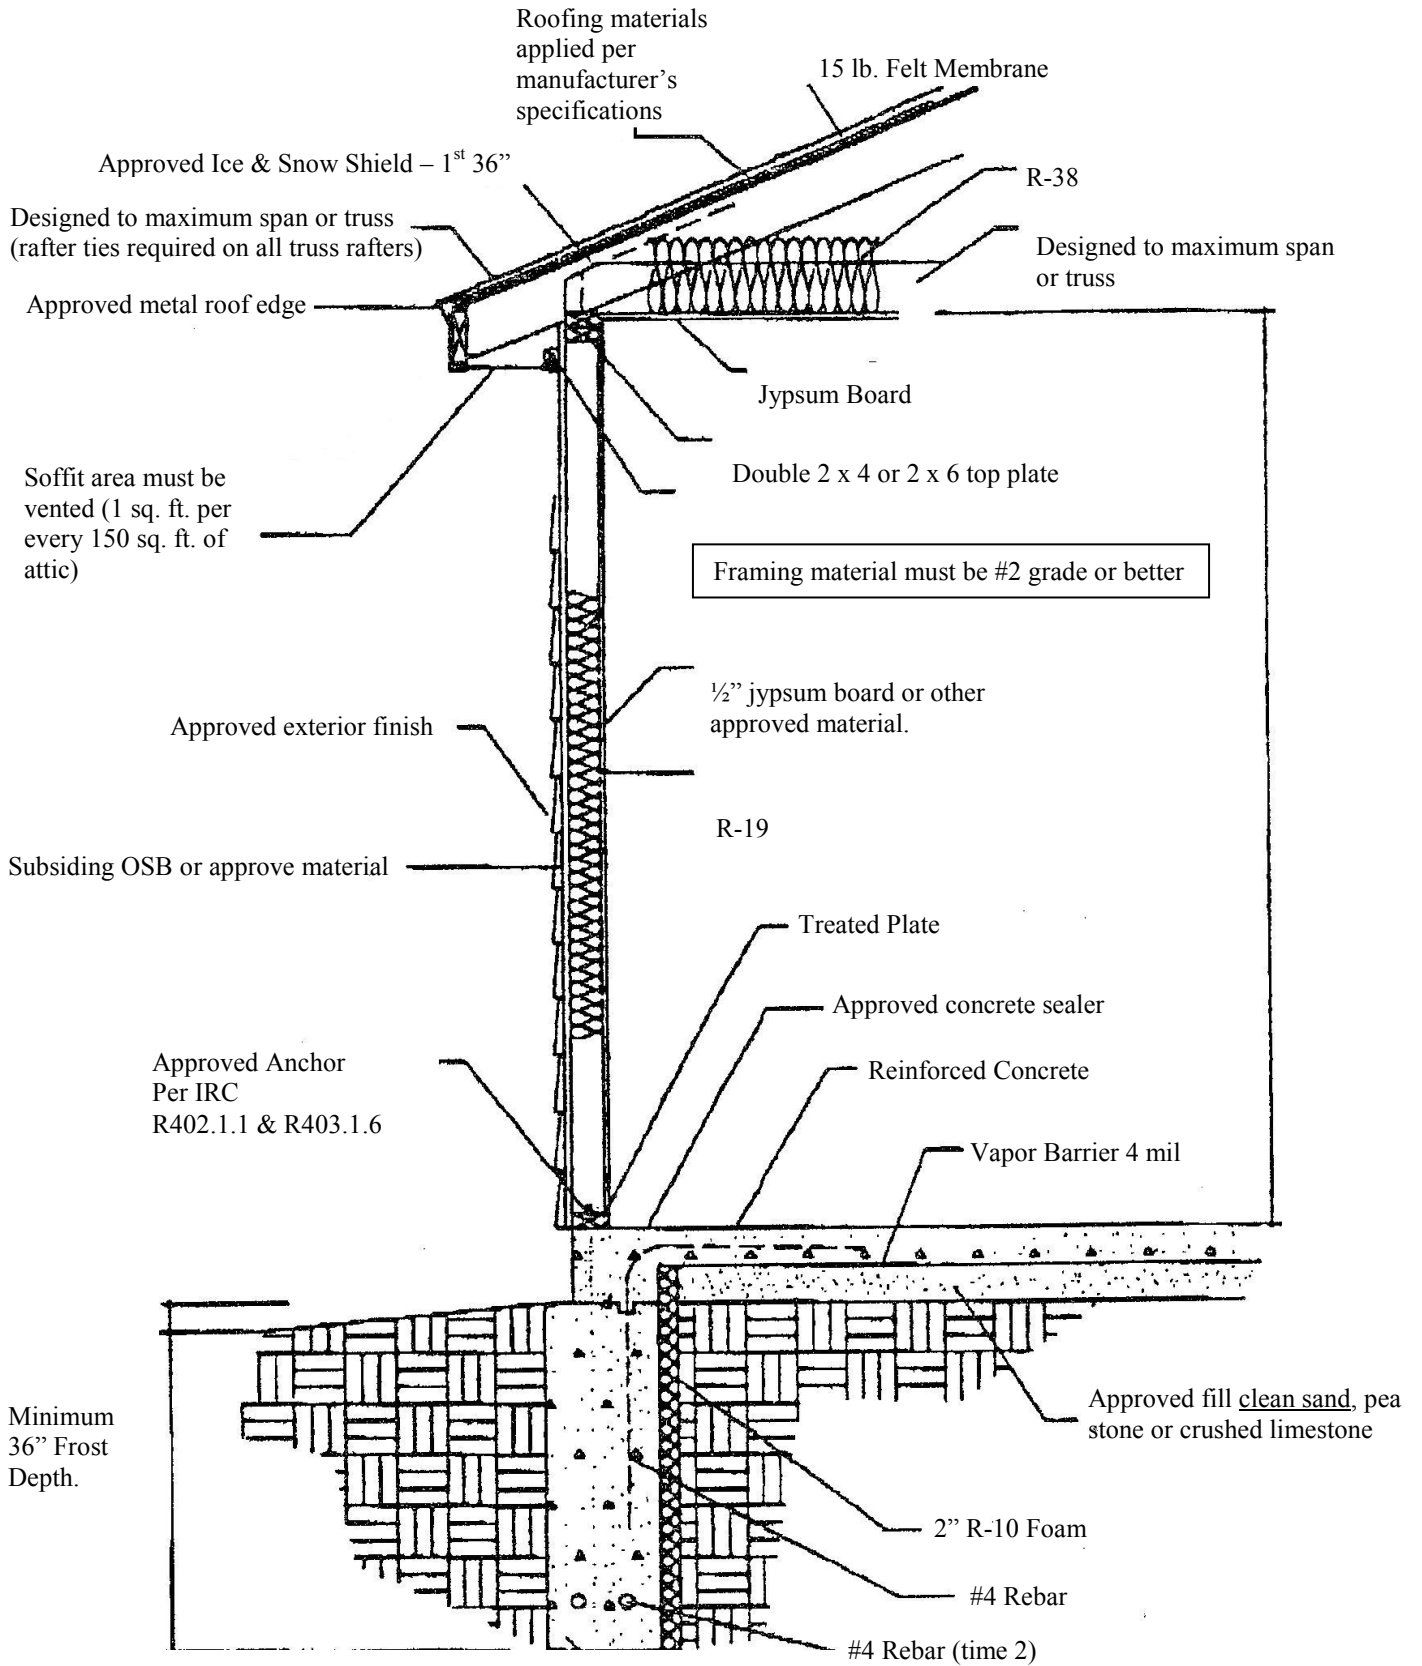 Roofing materials
applied per
manufacturer’s
specifications
15 lb. Felt Membrane
Approved Ice & Snow Shield – 1st 36”
R-38
Designed to maximum span or truss
(rafter ties required on all truss rafters)
Designed to maximum span
or truss
Approved metal roof edge
Jypsum Board
Double 2 x 4 or 2 x 6 top plate
Soffit area must be
vented (1 sq. ft. per
every 150 sq. ft. of
attic)
Framing material must be #2 grade or better
½” jypsum board or other
approved material.
Approved exterior finish
R-19
Subsiding OSB or approve material
Treated Plate
Approved concrete sealer
Approved Anchor
Per IRC
R402.1.1 & R403.1.6
Reinforced Concrete
Vapor Barrier 4 mil
Approved fill clean sand, pea
stone or crushed limestone
Minimum
36” Frost
Depth.
2” R-10 Foam
#4 Rebar
#4 Rebar (time 2)